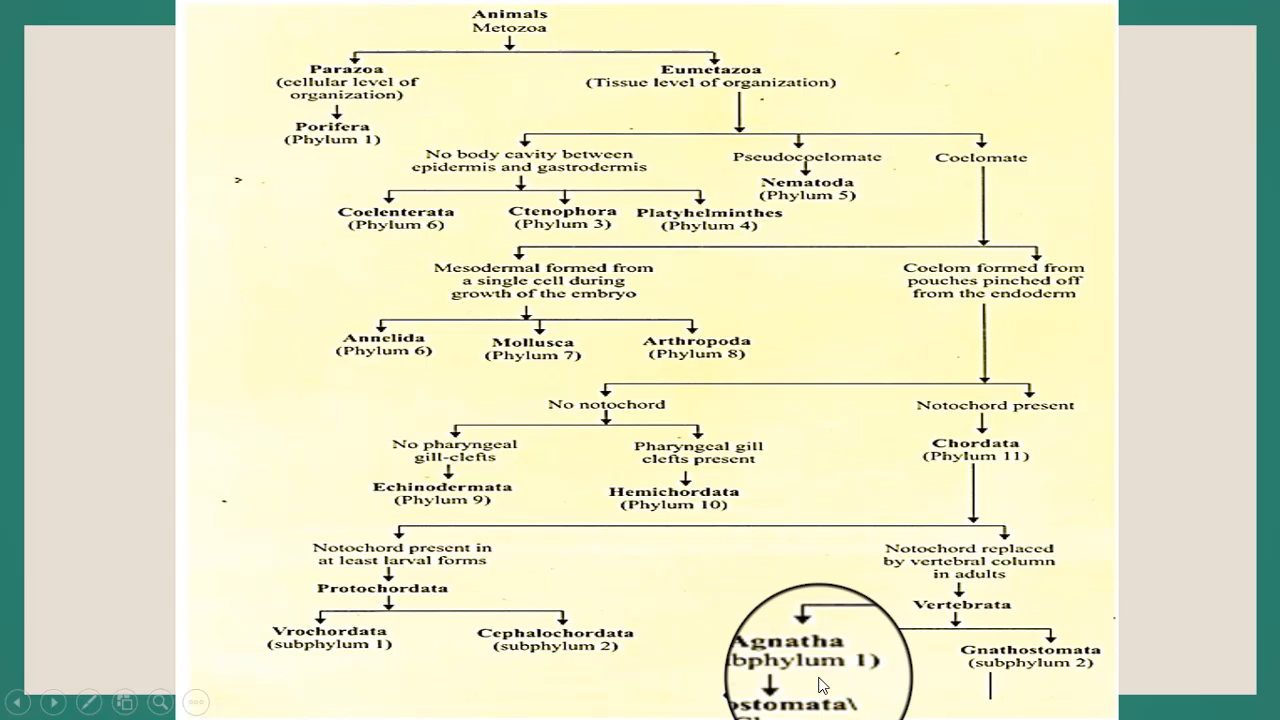 Animals
Metozoa
Parazoa
(cellular level of
organization)
Eumetazoa
(Tissue level of organization)
Porifera
(Phylum 1)
No body cavity between
epidermis and gastrodermis
Pseudocoelomate
Coelomate
Nematoda
(Phylum 5)
Coelenterata
(Phylum 6)
Ctenophora
(Phylum 3)
Platyhelminthes
(Phylum 4)
Mesodermal formed from
a single cell during
growth of the embryo
Coelom formed from
pouches pinched off
from the endoderm
Annelida
(Phylum 6)
Mollusca
(Phylum 7)
Arthropoda
(Phylum 8)
No notochord
Notochord present
No pharyngeal
gill-clefts
Pharyngeal gill
clefts present
Chordata
(Phylum 11)
Echinodermata
(Phylum 9)
Hemichordata
(Phylum 10)
Notochord present in
at least larval forms
Notochord replaced
by vertebral column
in adults
Protochordata
Vertebrata
Vrochordata
(subphylum 1)
Cephalochordata
(subphylum 2)
Agnatha
bphylum 1)
ostomata\
Gnathostomata
(subphylum 2)